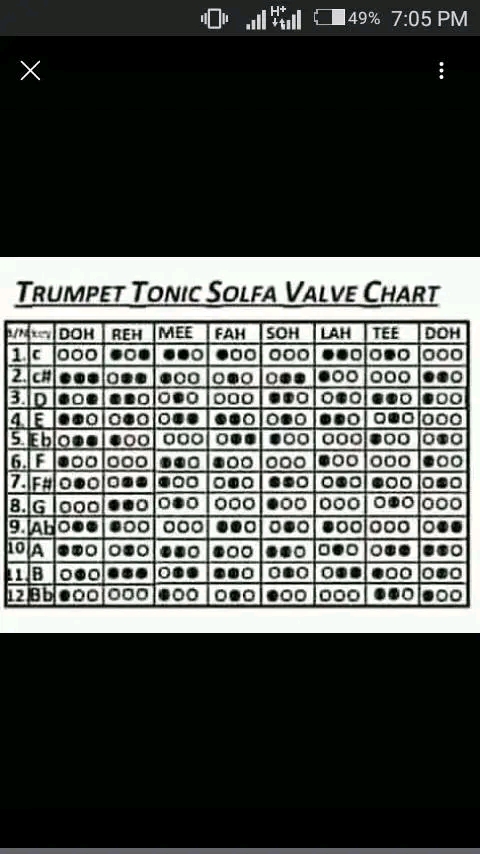 H+
49% 7:05 PM
TRUMPET TONIC SOLFA VALVE CHART
S/N KEY DOH REH MEE FAH SOH LAH TEE DOH
1. C ○○○ ●○● ●●○ ●○○ ○○○ ●●○ ○●○ ○○○
2. C# ●●● ○●● ●○○ ○●○ ○●● ●○○ ○○○ ●●○
3. D ●○● ●●○ ○●○ ○○○ ●●○ ○●○ ●●○ ●○○
4. E ●●○ ○●○ ○●● ●●○ ○●○ ●●○ ○●○ ○○○
5. Eb ○●● ●○○ ○○○ ○●● ●○○ ○○○ ●○○ ○●○
6. F ●○○ ○○○ ●●○ ●○○ ○○○ ●○○ ○○○ ●○○
7. F# ○●○ ○●● ●○○ ○●○ ●●○ ○●○ ●○○ ○●○
8. G ○○○ ●●○ ○●○ ○○○ ●○○ ○○○ ○●○ ○○○
9. Ab ○●● ●○○ ○○○ ●●○ ○●○ ●○○ ○○○ ○●●
10 A ●●○ ○●○ ●●○ ●○○ ●●○ ○●○ ○●● ●●○
11. B ○●○ ●●● ○●● ●●○ ○●○ ○●● ●○○ ○●○
12. Bb ●○○ ○○○ ●○○ ○●○ ●○○ ○○○ ●●○ ●○○